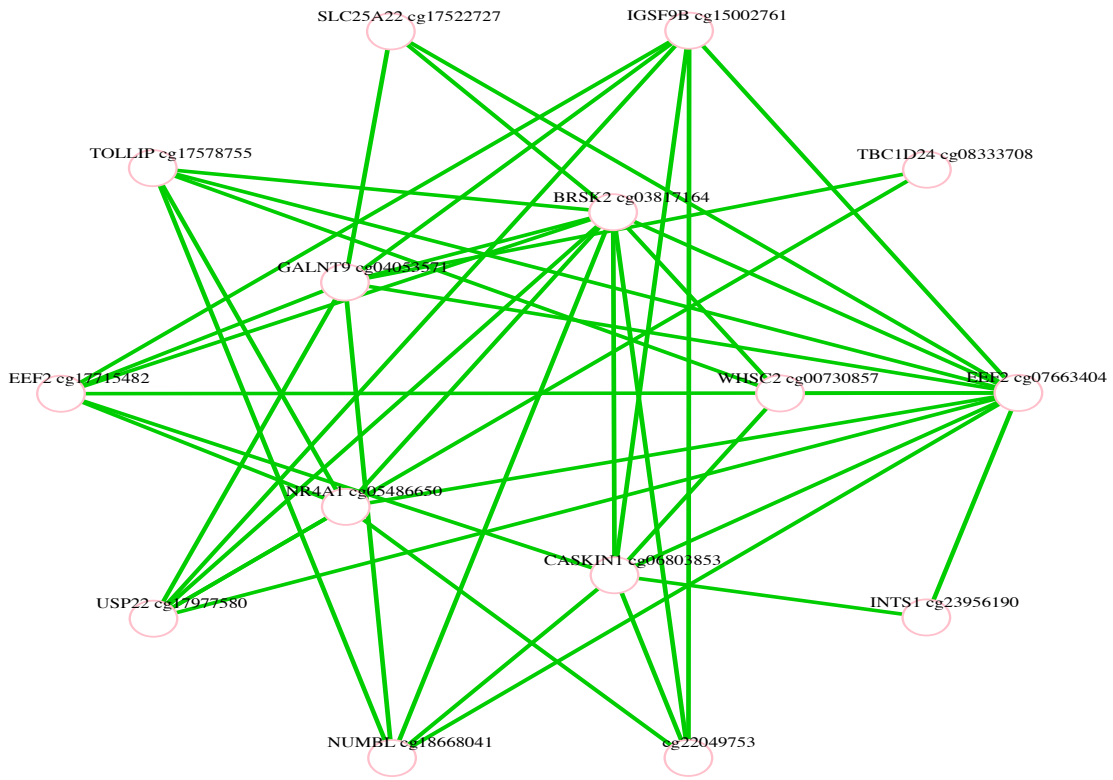 SLC25A22 cg17522727
IGSF9B cg15002761
TOLLIP cg17578755
TBC1D24 cg08333708
BRSK2 cg03817164
GALNT9 cg04053571
EEF2 cg17715482
WHSC2 cg00730857
EEF2 cg07663404
NR4A1 cg05486650
CASKIN1 cg06803853
USP22 cg17977580
INTS1 cg23956190
NUMBL cg18668041
cg22049753